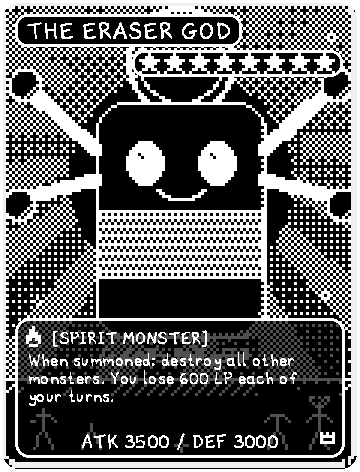 THE ERASER GOD
[SPIRIT MONSTER]
When summoned: destroy all other
monsters. You lose 600 LP each of
your turns.
ATK 3500 / DEF 3000